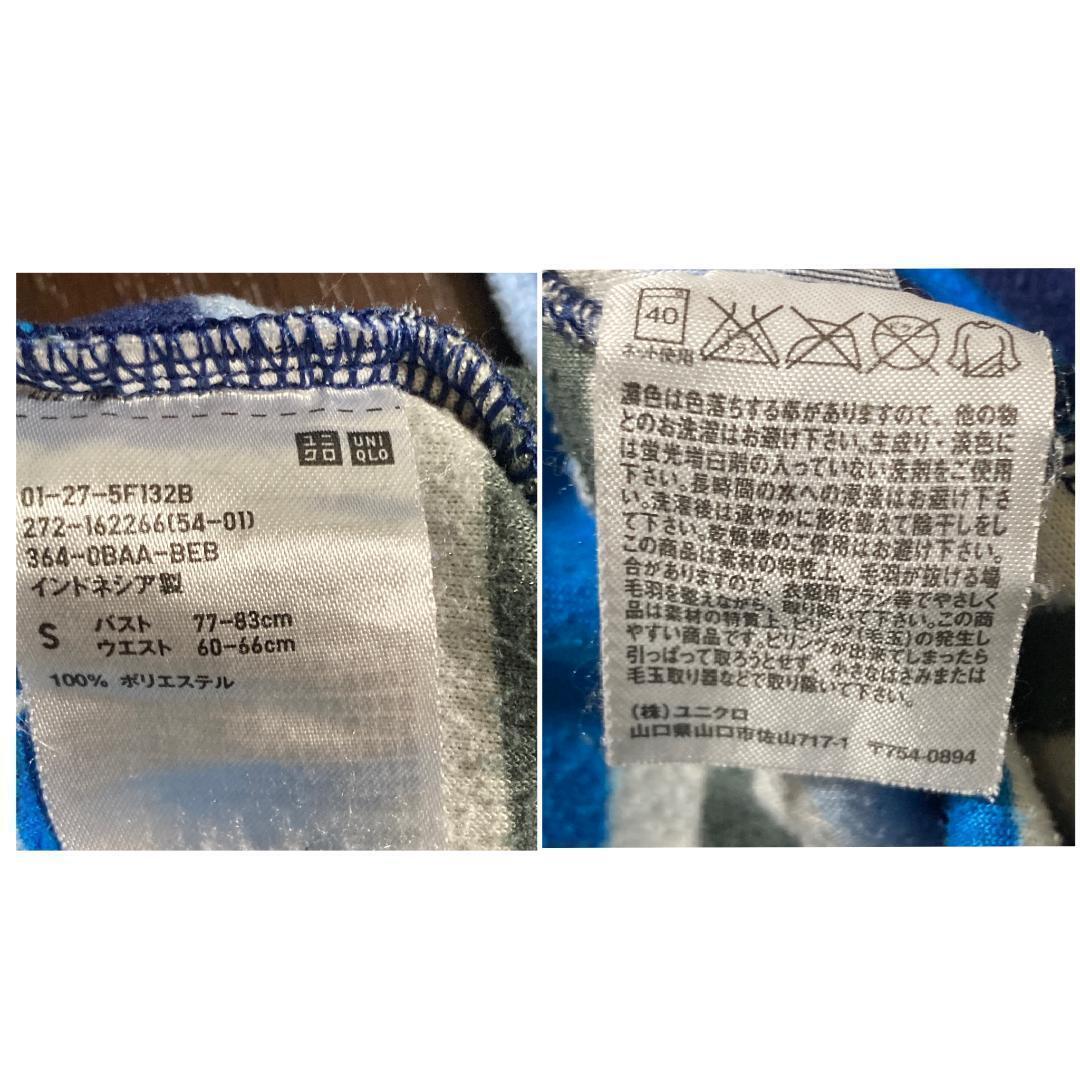 ユニクロ UNIQLO
01-27-5F132B
272-162266(54-01)
364-0BAA-BEB
インドネシア製
S バスト 77-83cm
ウエスト 60-66cm
100% ポリエステル
40
ネット使用
濃色は色落ちする事がありますので、他の物
とのお洗濯はお避け下さい。生成り・淡色に
は蛍光増白剤の入っていない洗剤をご使用
下さい。長時間の水への浸漬はお避け下さ
い。洗濯後は速やかに形を整えて陰干しをし
て下さい。乾燥機のご使用はお避け下さい。
この商品は素材の特性上、毛羽が抜ける場
合がありますので、衣類用ブラシ等でやさしく
毛羽を整えながら、取り除いて下さい。この商
品は素材の特質上、ピリング(毛玉)の発生し
やすい商品です。ピリングが出来てしまったら
引っぱって取ろうとせず、小さなはさみまたは
毛玉取り器などで取り除いて下さい。
(株)ユニクロ
山口県山口市佐山717-1 〒754-0894